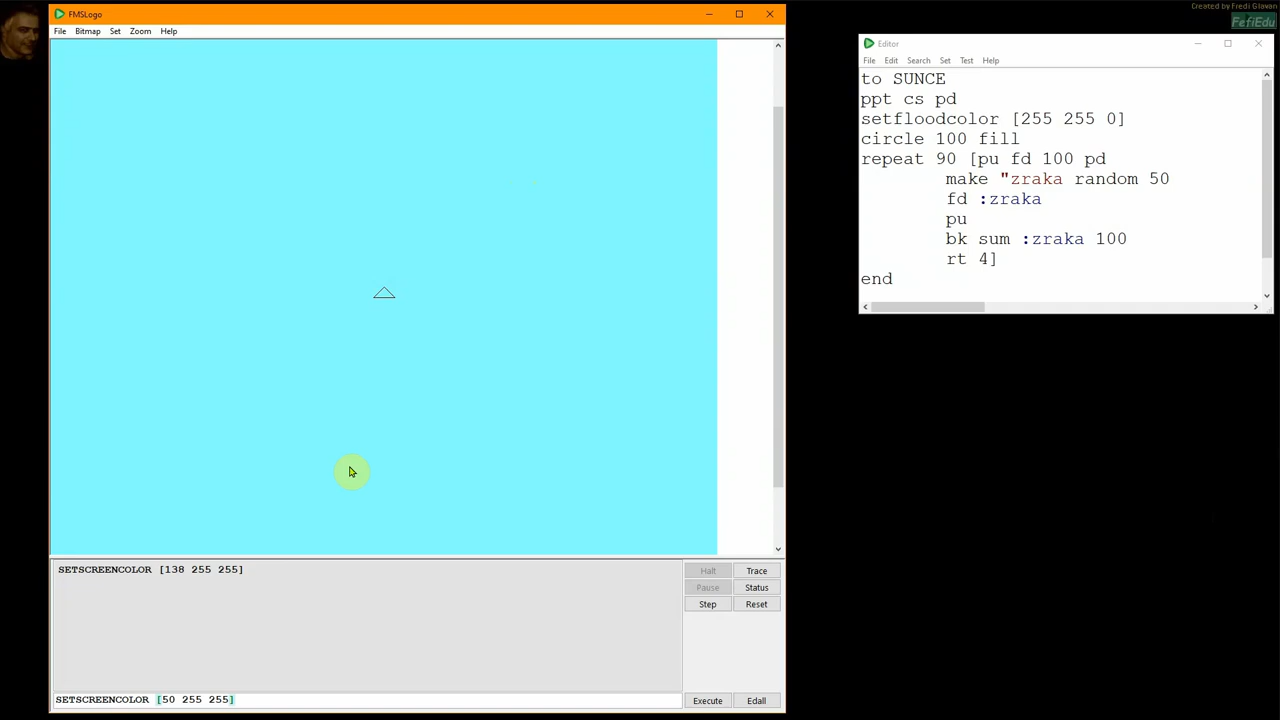 Created by Fredi Glavan
FefiEdu
FMSLogo
File Bitmap Set Zoom Help
Editor
File Edit Search Set Test Help
to SUNCE
ppt cs pd
setfloodcolor [255 255 0]
circle 100 fill
repeat 90 [pu fd 100 pd
make "zraka random 50
fd :zraka
pu
bk sum :zraka 100
rt 4]
end
SETSCREENCOLOR [138 255 255]
Halt Trace
Pause Status
Step Reset
SETSCREENCOLOR [50 255 255]
Execute Edall